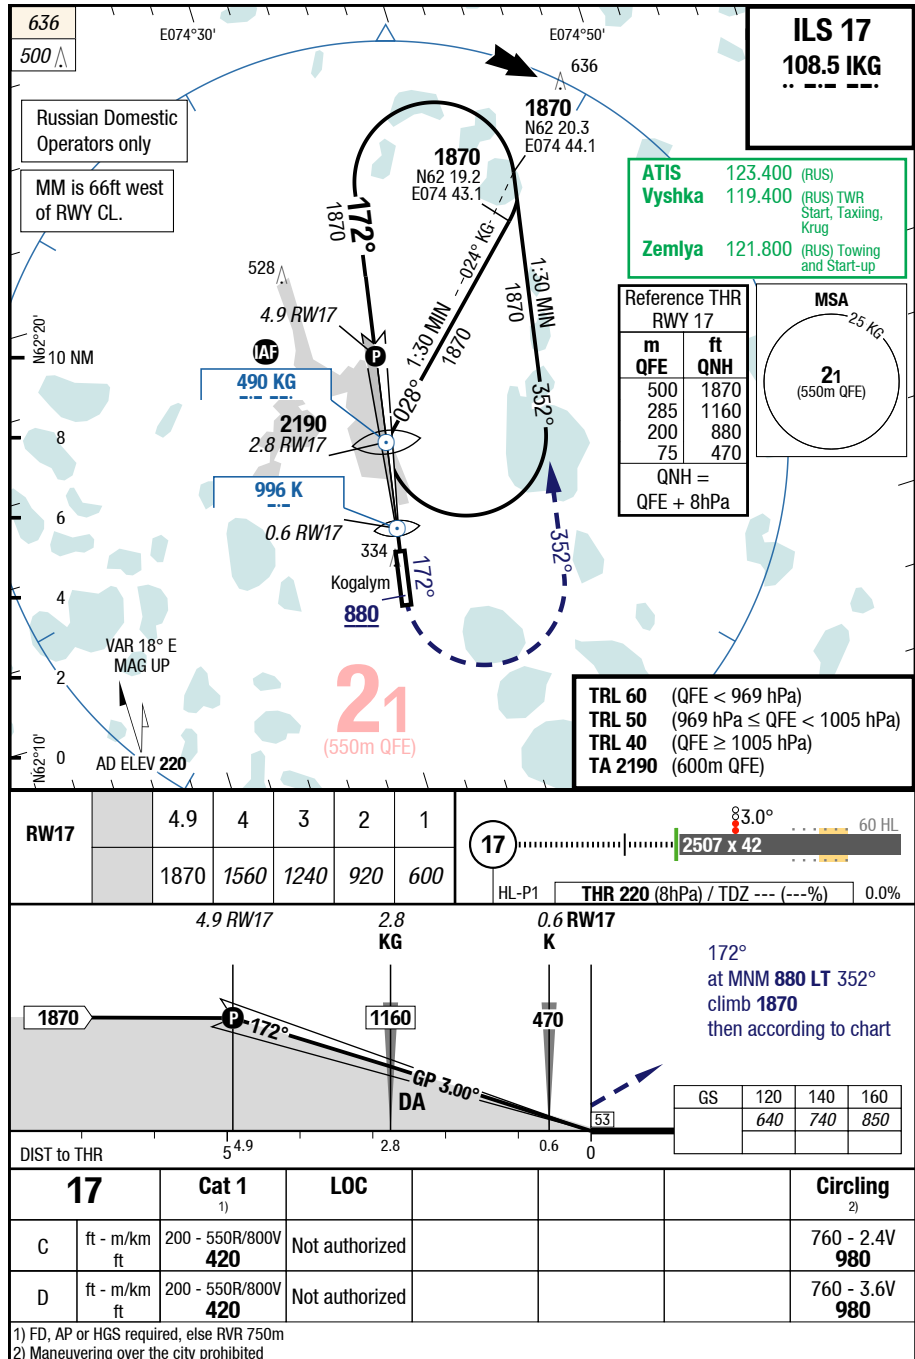 636
500
E074°30'
E074°50'
ILS 17
108.5 IKG
Russian Domestic
Operators only
MM is 66ft west
of RWY CL.
636
1870
N62 20.3
E074 44.1
1870
N62 19.2
E074 43.1
172°
1870
ATIS 123.400 (RUS)
Vyshka 119.400 (RUS) TWR
Start, Taxiing,
Krug
Zemlya 121.800 (RUS) Towing
and Start-up
528
4.9 RW17
024° KG
1:30 MIN
1870
028°
1:30 MIN
1870
352°
Reference THR
RWY 17
m ft
QFE QNH
500 1870
285 1160
200 880
75 470
QNH =
QFE + 8hPa
MSA
25 KG
21
(550m QFE)
N62°20'
10 NM
IAF
P
490 KG
2190
2.8 RW17
8
996 K
6
0.6 RW17
334
172°
352°
Kogalym
4
880
VAR 18° E
MAG UP
2
21
(550m QFE)
N62°10'
0
AD ELEV 220
TRL 60 (QFE < 969 hPa)
TRL 50 (969 hPa ≤ QFE < 1005 hPa)
TRL 40 (QFE ≥ 1005 hPa)
TA 2190 (600m QFE)
RW17 4.9 4 3 2 1
1870 1560 1240 920 600
17
3.0°
60 HL
2507 x 42
HL-P1 THR 220 (8hPa) / TDZ --- (---%) 0.0%
4.9 RW17 2.8 0.6 RW17
KG K
172°
at MNM 880 LT 352°
climb 1870
then according to chart
1870 P 172° 1160 470
GP 3.00°
DA
53
GS 120 140 160
640 740 850
DIST to THR 5 4.9 2.8 0.6 0
17 Cat 1 LOC Circling
1) 2)
C ft - m/km 200 - 550R/800V Not authorized 760 - 2.4V
ft 420 980
D ft - m/km 200 - 550R/800V Not authorized 760 - 3.6V
ft 420 980
1) FD, AP or HGS required, else RVR 750m
2) Maneuvering over the city prohibited